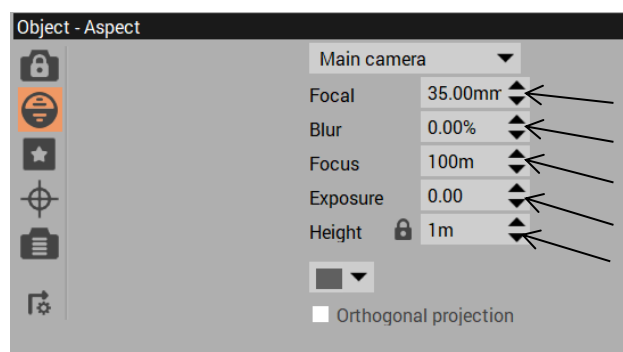 Object - Aspect
Main camera
Focal 35.00mm
Blur 0.00%
Focus 100m
Exposure 0.00
Height 1m
Orthogonal projection